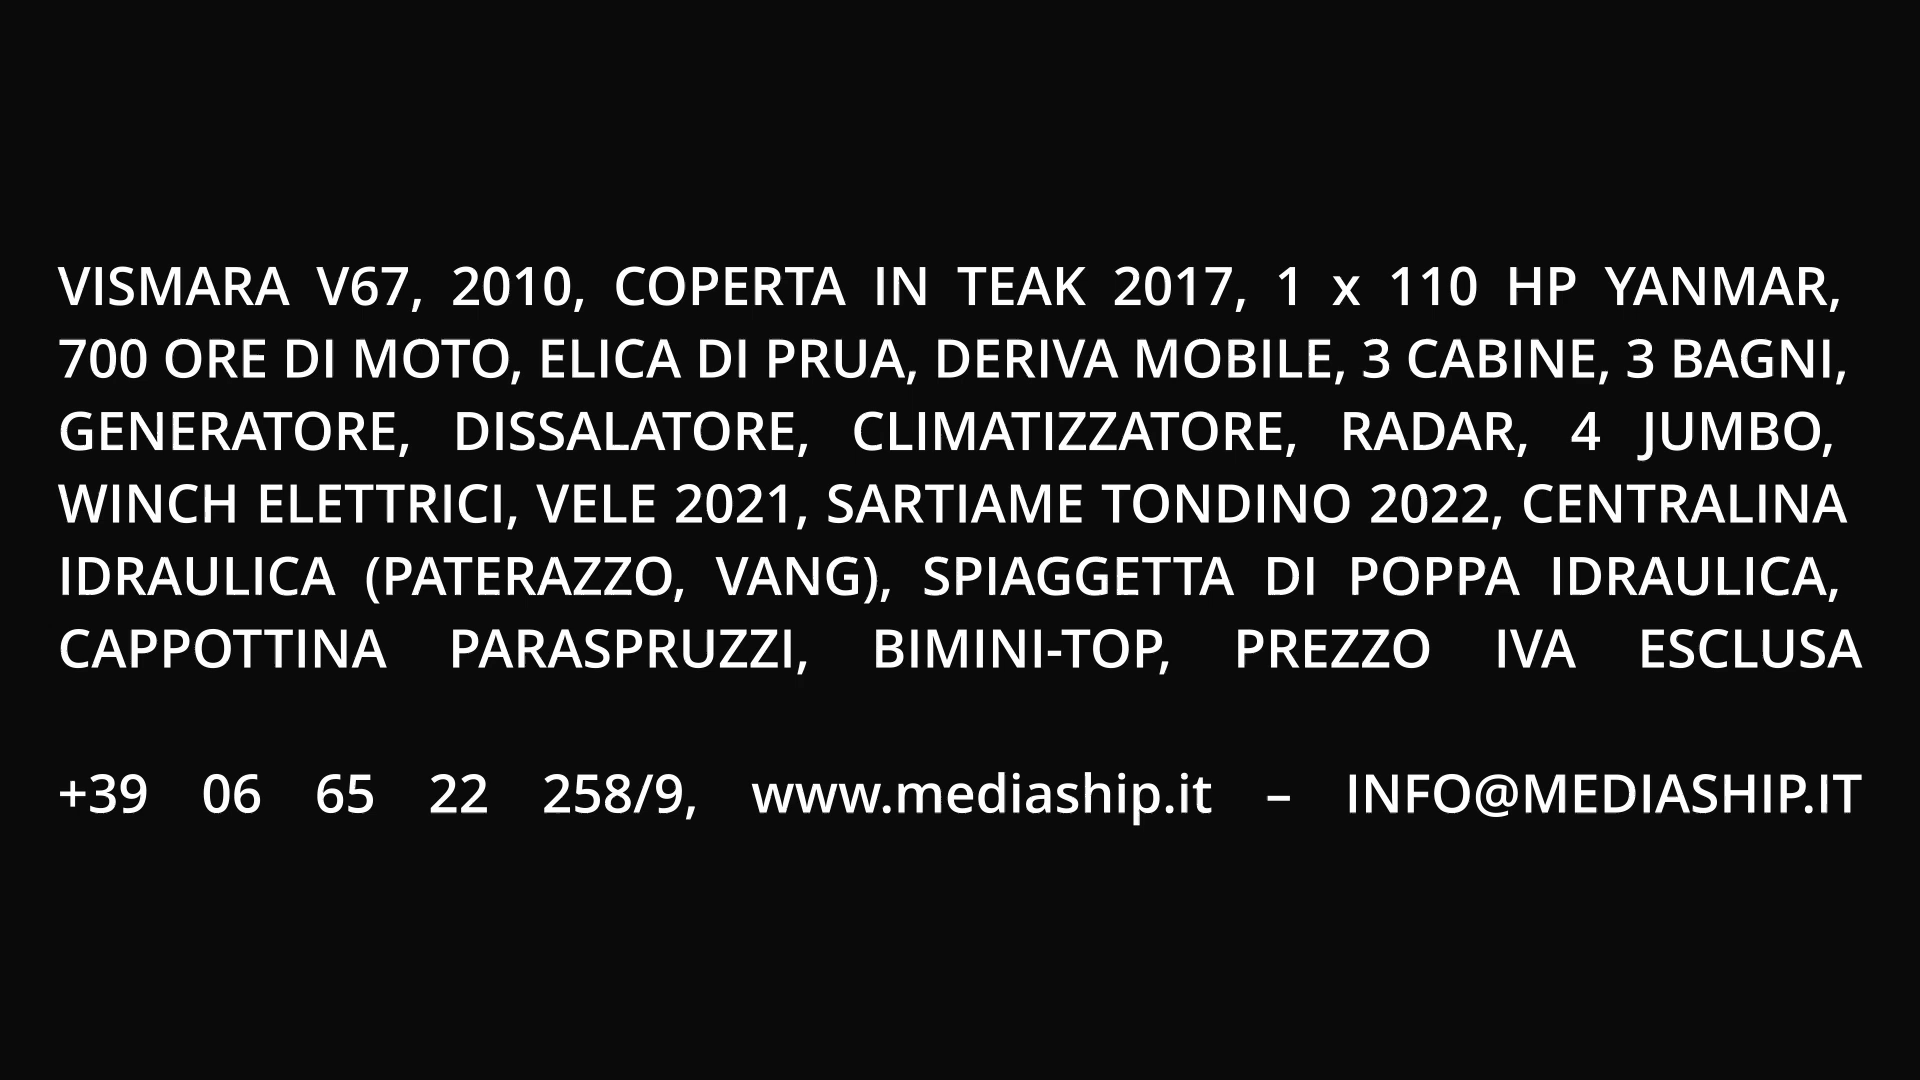 VISMARA V67, 2010, COPERTA IN TEAK 2017, 1 x 110 HP YANMAR,
700 ORE DI MOTO, ELICA DI PRUA, DERIVA MOBILE, 3 CABINE, 3 BAGNI,
GENERATORE, DISSALATORE, CLIMATIZZATORE, RADAR, 4 JUMBO,
WINCH ELETTRICI, VELE 2021, SARTIAME TONDINO 2022, CENTRALINA
IDRAULICA (PATERAZZO, VANG), SPIAGGETTA DI POPPA IDRAULICA,
CAPPOTTINA PARASPRUZZI, BIMINI-TOP, PREZZO IVA ESCLUSA
+39 06 65 22 258/9, www.mediaship.it – INFO@MEDIASHIP.IT